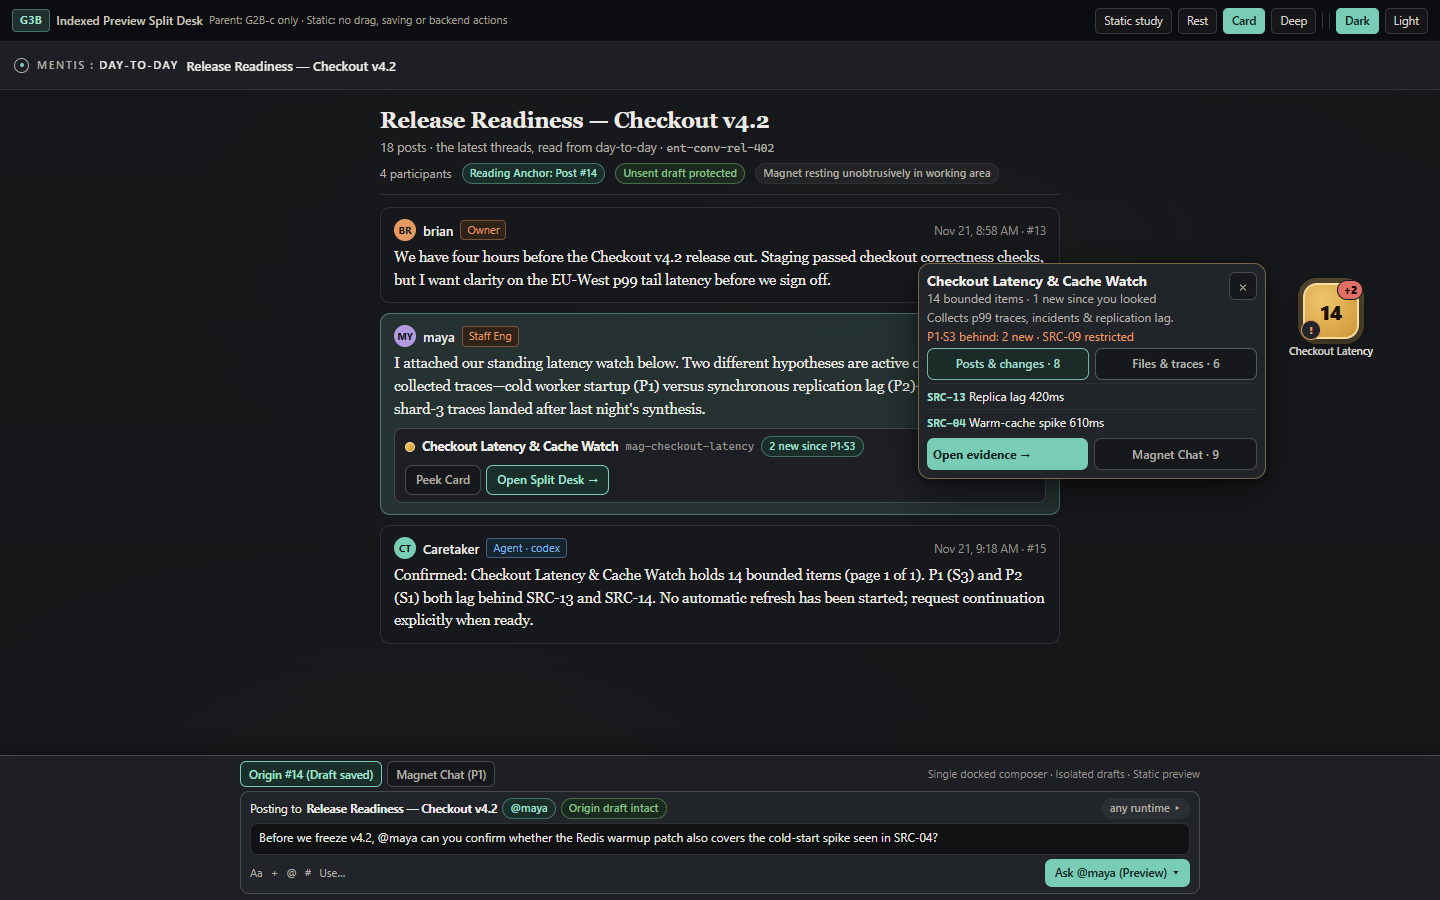 G3B Indexed Preview Split Desk Parent: G2B-c only · Static: no drag, saving or backend actions Static study Rest Card Deep Dark Light
MENTIS : DAY-TO-DAY Release Readiness — Checkout v4.2
Release Readiness — Checkout v4.2
18 posts · the latest threads, read from day-to-day · ent-conv-rel-402
4 participants Reading Anchor: Post #14 Unsent draft protected Magnet resting unobtrusively in working area
BR brian Owner Nov 21, 8:58 AM · #13
We have four hours before the Checkout v4.2 release cut. Staging passed checkout correctness checks,
but I want clarity on the EU-West p99 tail latency before we sign off.
MY maya Staff Eng
I attached our standing latency watch below. Two different hypotheses are active
collected traces—cold worker startup (P1) versus synchronous replication lag (P2)
shard-3 traces landed after last night's synthesis.
Checkout Latency & Cache Watch mag-checkout-latency 2 new since P1·S3
Peek Card Open Split Desk →
Checkout Latency & Cache Watch ×
14 bounded items · 1 new since you looked
Collects p99 traces, incidents & replication lag.
P1·S3 behind: 2 new · SRC-09 restricted
Posts & changes · 8 Files & traces · 6
SRC-13 Replica lag 420ms
SRC-04 Warm-cache spike 610ms
Open evidence → Magnet Chat · 9
+2
14
!
Checkout Latency
CT Caretaker Agent · codex Nov 21, 9:18 AM · #15
Confirmed: Checkout Latency & Cache Watch holds 14 bounded items (page 1 of 1). P1 (S3) and P2
(S1) both lag behind SRC-13 and SRC-14. No automatic refresh has been started; request continuation
explicitly when ready.
Origin #14 (Draft saved) Magnet Chat (P1) Single docked composer · Isolated drafts · Static preview
Posting to Release Readiness — Checkout v4.2 @maya Origin draft intact any runtime ▸
Before we freeze v4.2, @maya can you confirm whether the Redis warmup patch also covers the cold-start spike seen in SRC-04?
Aa + @ # Use... Ask @maya (Preview) ▾